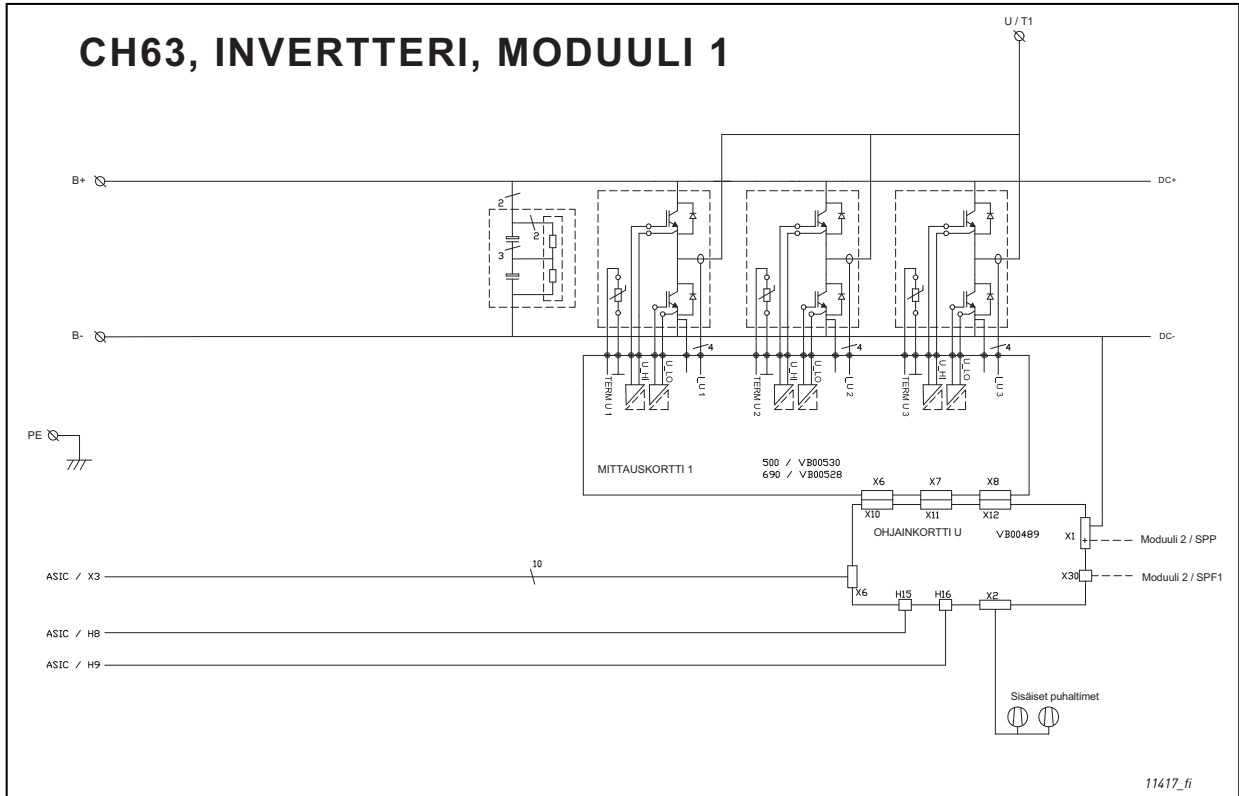 U / T1
CH63, INVERTTERI, MODUULI 1
B+
DC+
2
2
3
B-
DC-
4
4
4
TERM U 1
U_HI
U_LO
I_U 1
TERM U 2
U_HI
U_LO
I_U 2
TERM U 3
U_HI
U_LO
I_U 3
PE
MITTAUSKORTTI 1
500 / VB00530
690 / VB00528
X6
X7
X8
X10
X11
X12
OHJAINKORTTI U
VB00489
X1
+
Moduuli 2 / SPP
ASIC / X3
10
X6
H15
H16
X2
X30
Moduuli 2 / SPF1
ASIC / H8
ASIC / H9
Sisäiset puhaltimet
11417_fi